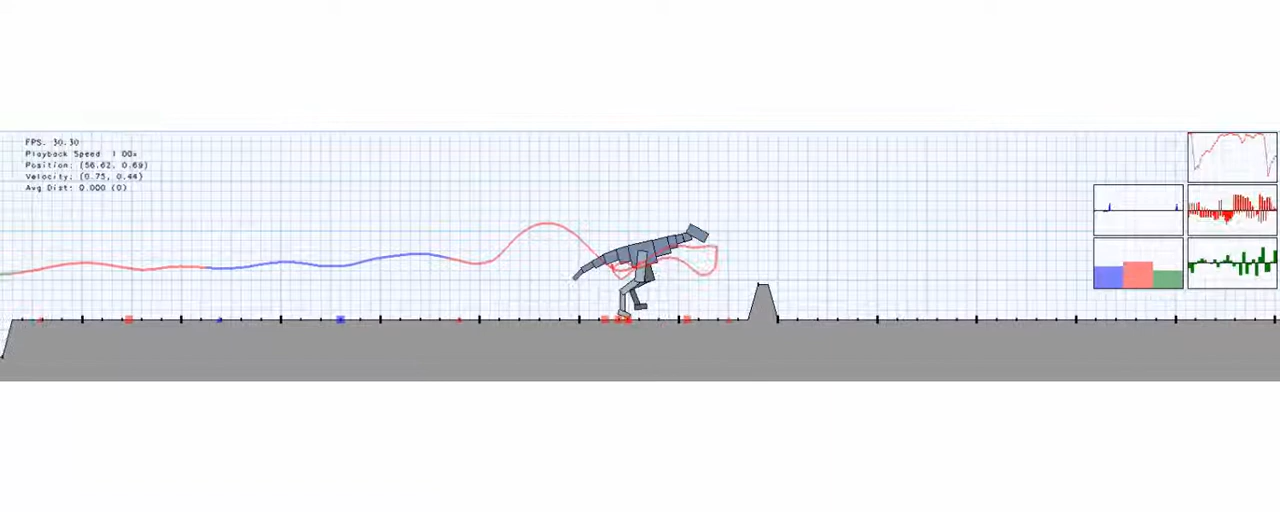 FPS: 30.30
Playback Speed: 1.00x
Position: (56.62, 0.69)
Velocity: (0.75, 0.44)
Avg Dist: 0.000 (0)